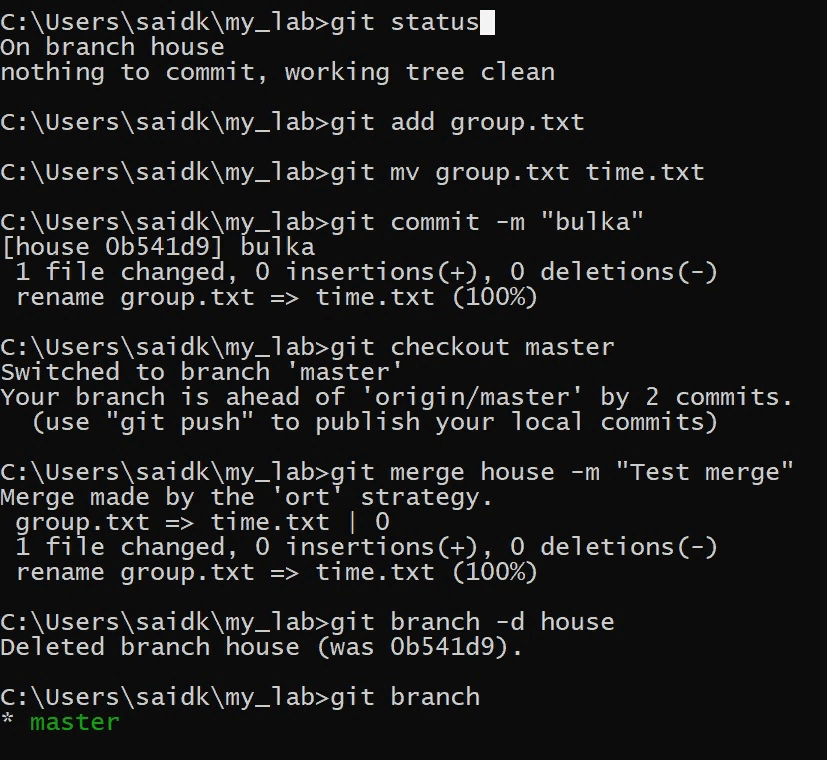 C:\Users\saidk\my_lab>git status
On branch house
nothing to commit, working tree clean
C:\Users\saidk\my_lab>git add group.txt
C:\Users\saidk\my_lab>git mv group.txt time.txt
C:\Users\saidk\my_lab>git commit -m "bulka"
[house 0b541d9] bulka
 1 file changed, 0 insertions(+), 0 deletions(-)
 rename group.txt => time.txt (100%)
C:\Users\saidk\my_lab>git checkout master
Switched to branch 'master'
Your branch is ahead of 'origin/master' by 2 commits.
  (use "git push" to publish your local commits)
C:\Users\saidk\my_lab>git merge house -m "Test merge"
Merge made by the 'ort' strategy.
 group.txt => time.txt | 0
 1 file changed, 0 insertions(+), 0 deletions(-)
 rename group.txt => time.txt (100%)
C:\Users\saidk\my_lab>git branch -d house
Deleted branch house (was 0b541d9).
C:\Users\saidk\my_lab>git branch
* master